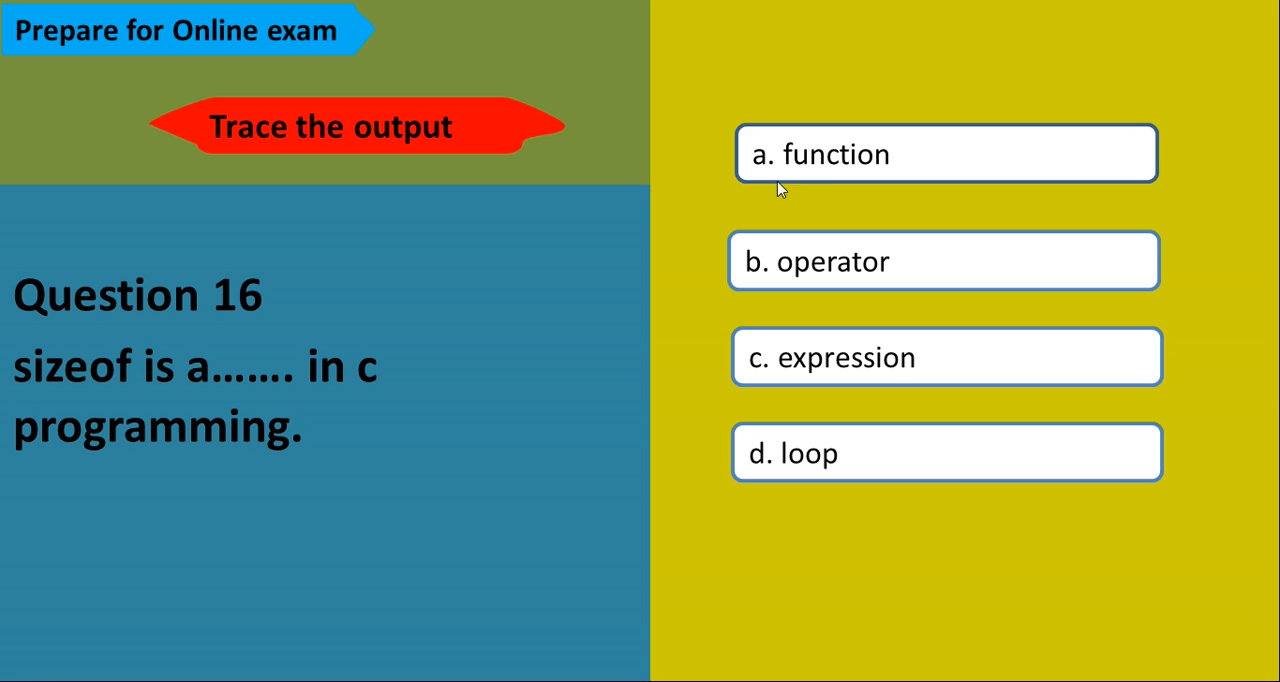 Prepare for Online exam
Trace the output
Question 16
sizeof is a....... in c
programming.
a. function
b. operator
c. expression
d. loop